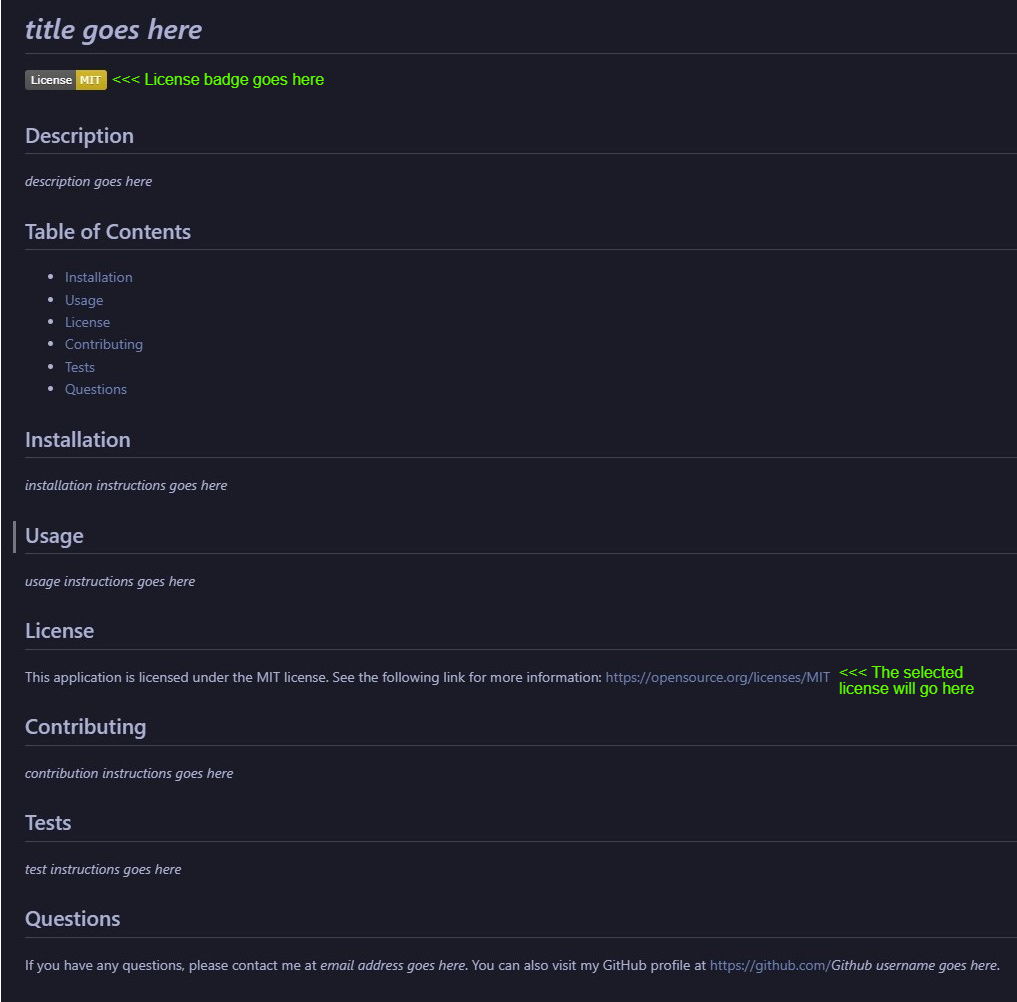 title goes here
License MIT <<< License badge goes here
Description
description goes here
Table of Contents
Installation
Usage
License
Contributing
Tests
Questions
Installation
installation instructions goes here
Usage
usage instructions goes here
License
This application is licensed under the MIT license. See the following link for more information: https://opensource.org/licenses/MIT <<< The selected
license will go here
Contributing
contribution instructions goes here
Tests
test instructions goes here
Questions
If you have any questions, please contact me at email address goes here. You can also visit my GitHub profile at https://github.com/Github username goes here.